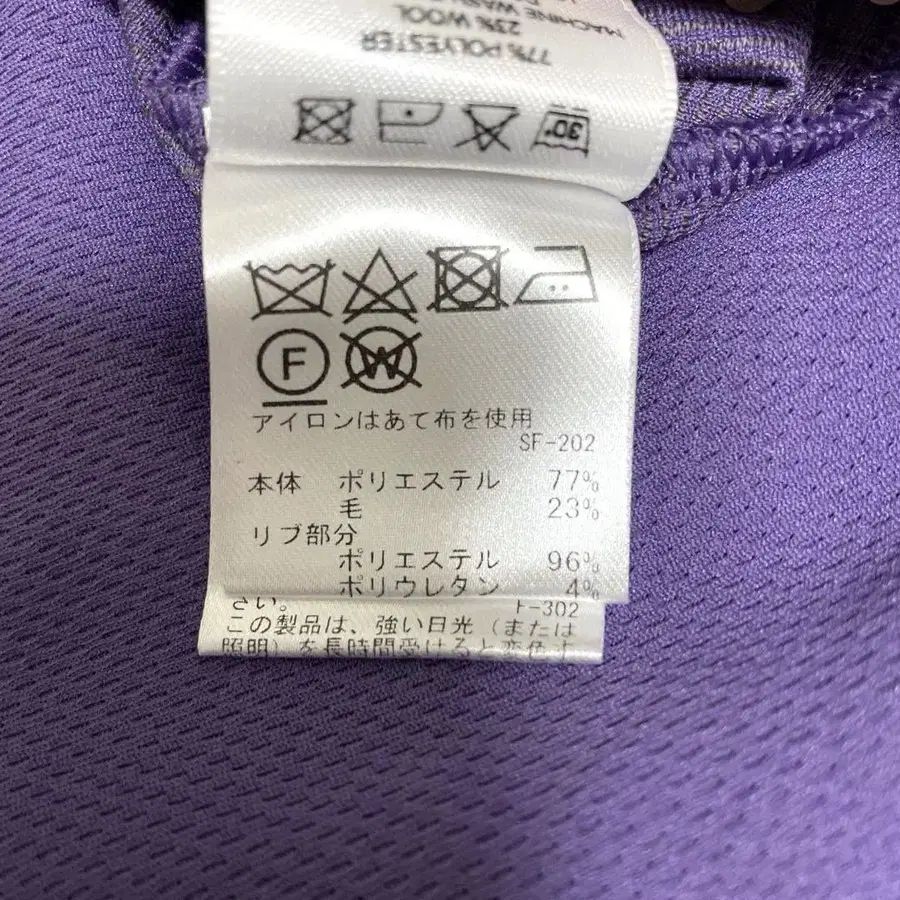 MACHINE WASH
23% WOOL
77% POLYESTER
30°
F
W
アイロンはあて布を使用
SF-202
本体 ポリエステル 77%
毛 23%
リブ部分
ポリエステル 96%
ポリウレタン 4%
さい。 ト-302
この製品は、強い日光(または
照明)を長時間受けると変色す